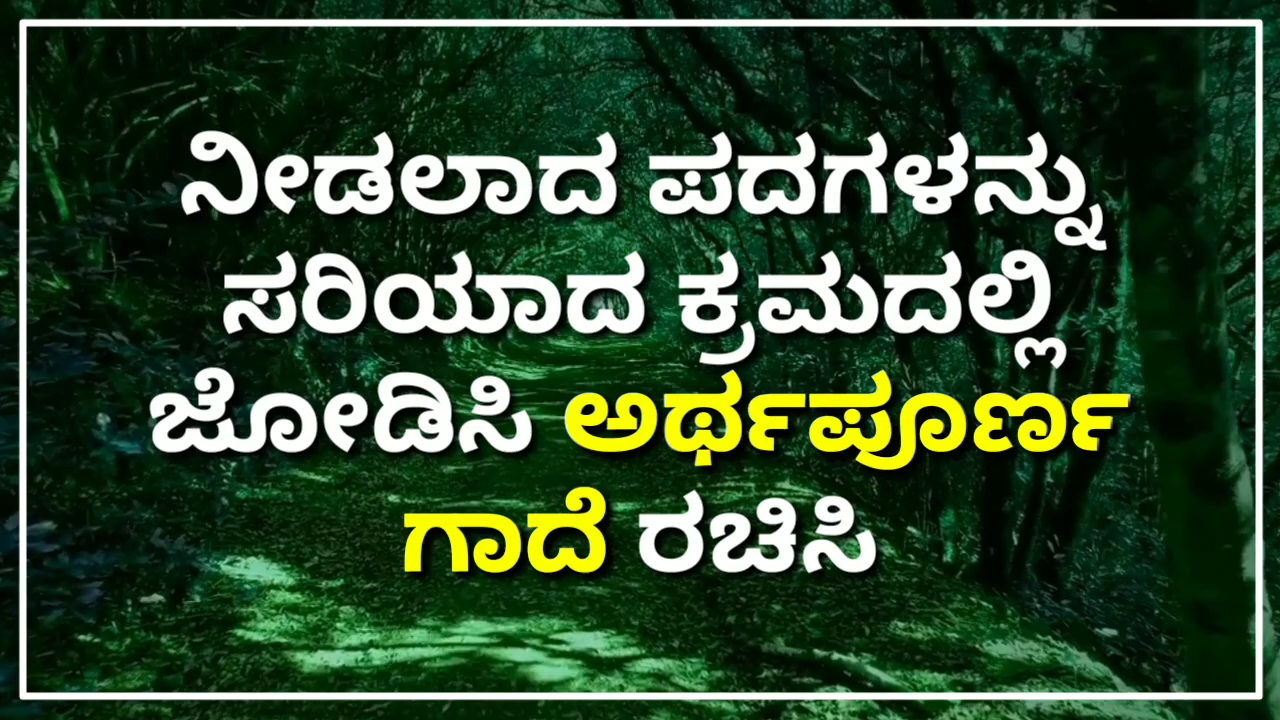 ನೀಡಲಾದ ಪದಗಳನ್ನು
ಸರಿಯಾದ ಕ್ರಮದಲ್ಲಿ
ಜೋಡಿಸಿ ಅರ್ಥಪೂರ್ಣ
ಗಾದೆ ರಚಿಸಿ